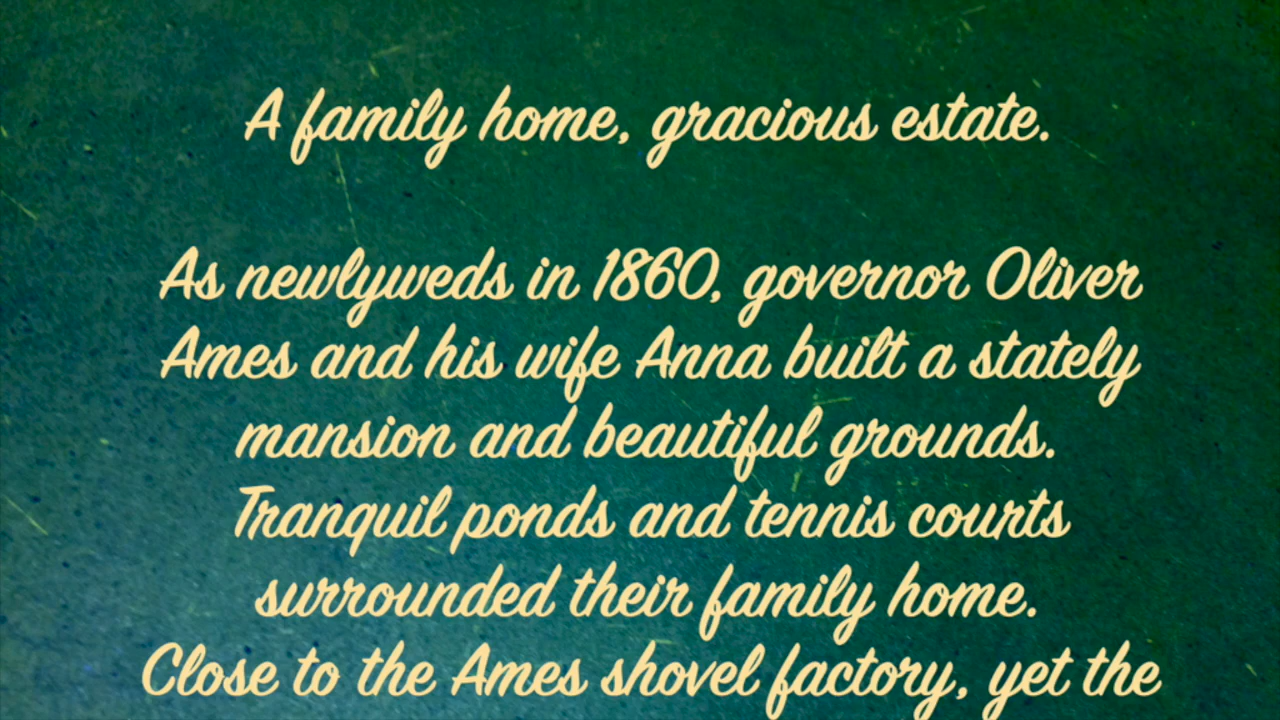 A family home, gracious estate.
As newlyweds in 1860, governor Oliver
Ames and his wife Anna built a stately
mansion and beautiful grounds.
Tranquil ponds and tennis courts
surrounded their family home.
Close to the Ames shovel factory, yet the